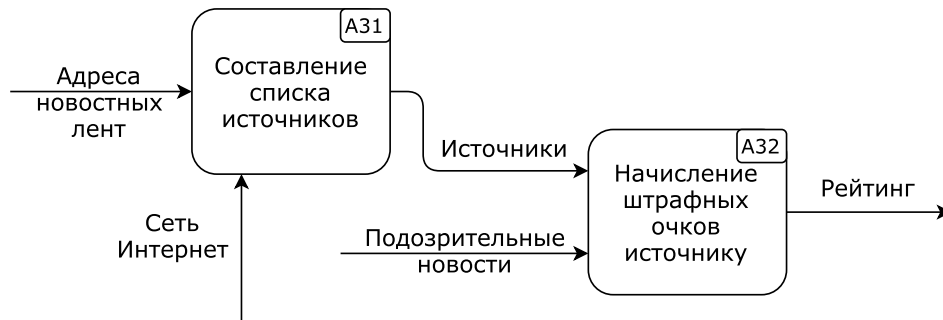 A31
Составление
списка
источников
Адреса
новостных
лент
Сеть
Интернет
Источники
Подозрительные
новости
A32
Начисление
штрафных
очков
источнику
Рейтинг